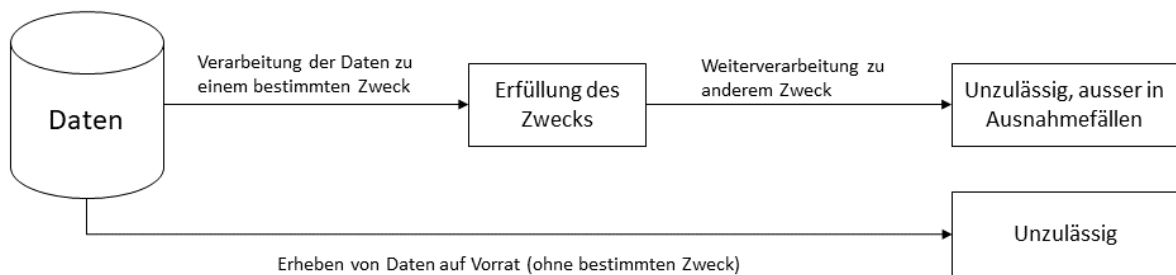 Daten
Verarbeitung der Daten zu
einem bestimmten Zweck
Erfüllung des
Zwecks
Weiterverarbeitung zu
anderem Zweck
Unzulässig, ausser in
Ausnahmefällen
Erheben von Daten auf Vorrat (ohne bestimmten Zweck)
Unzulässig